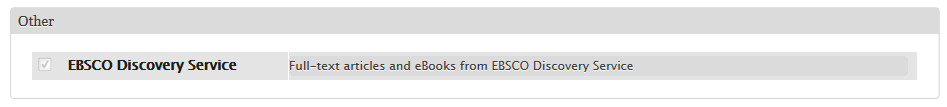 Other
EBSCO Discovery Service Full-text articles and eBooks from EBSCO Discovery Service